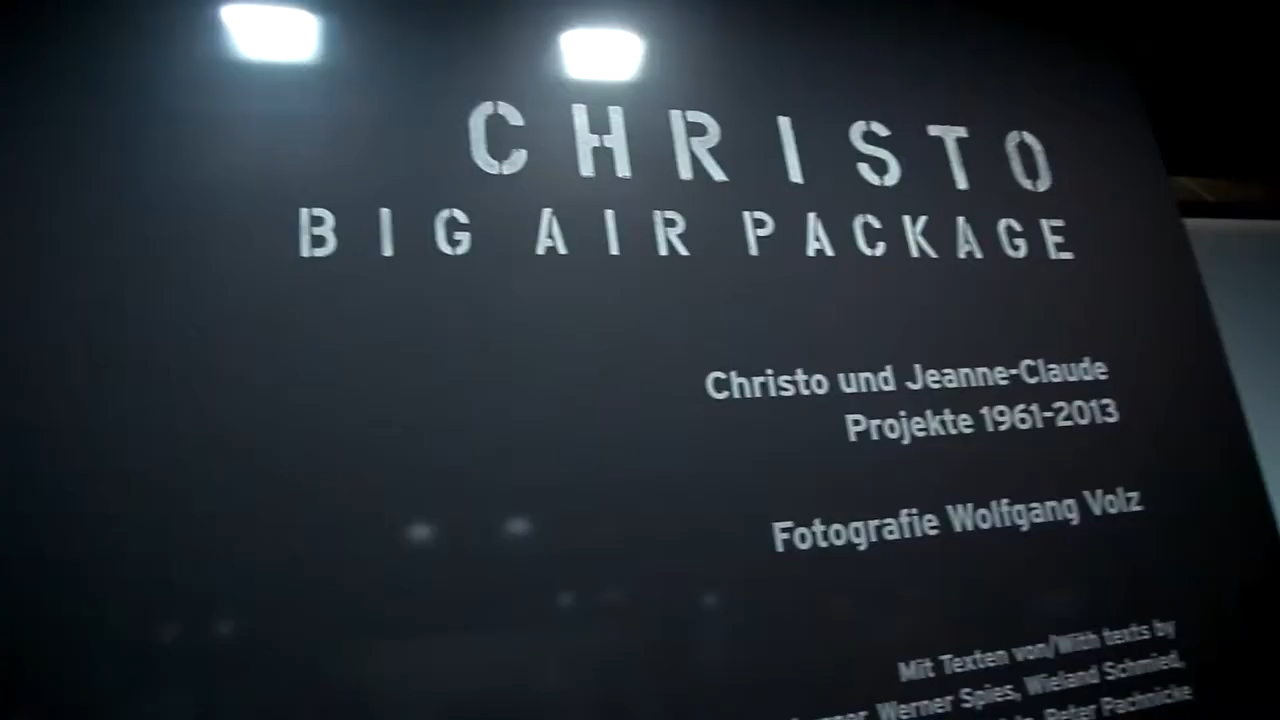 CHRISTO
BIG AIR PACKAGE
Christo und Jeanne-Claude
Projekte 1961-2013
Fotografie Wolfgang Volz
Mit Texten von/With texts by
Werner Spies, Wieland Schmied,
Peter Pachnicke